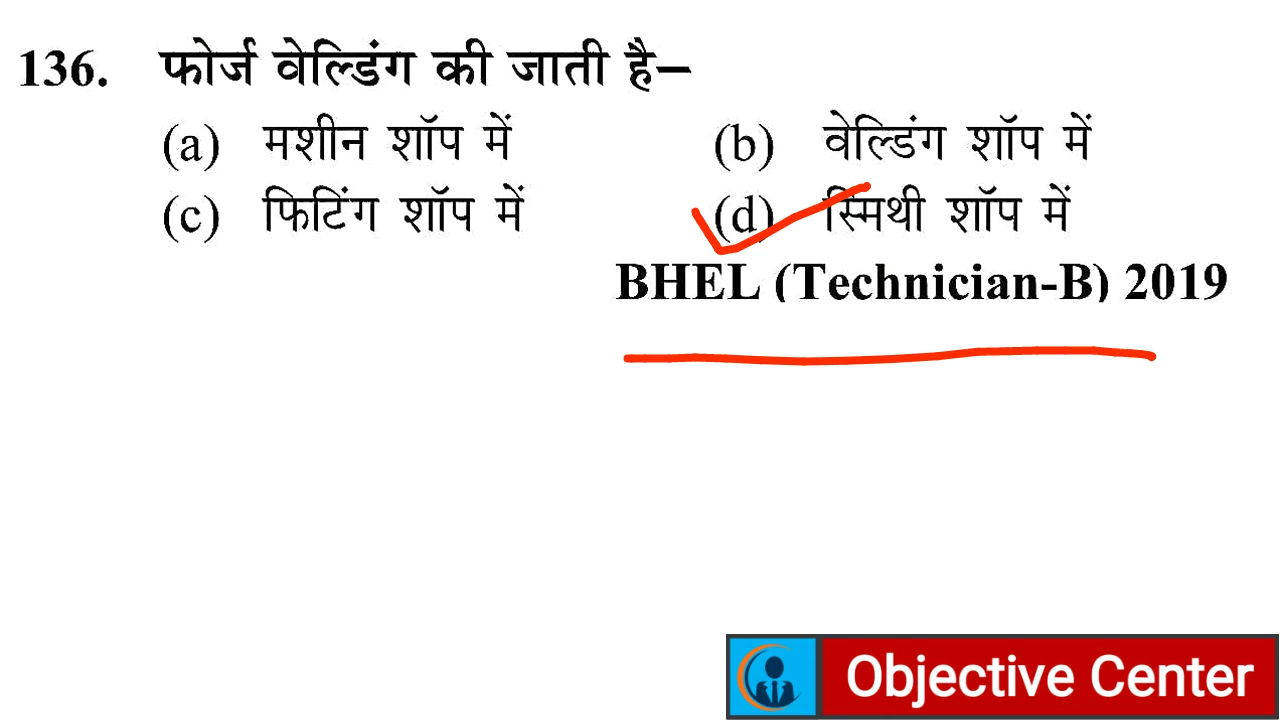 136. फोर्ज वेल्डिंग की जाती है–
(a) मशीन शॉप में (b) वेल्डिंग शॉप में
(c) फिटिंग शॉप में (d) स्मिथी शॉप में
BHEL (Technician-B) 2019
Objective Center